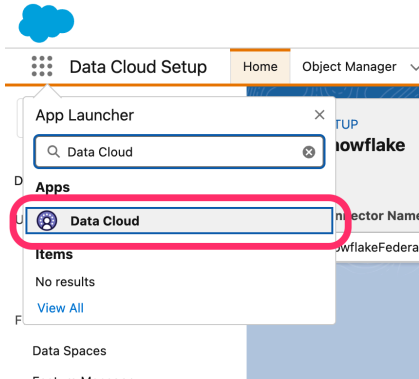 Data Cloud Setup
Home
Object Manager
App Launcher
Data Cloud
Apps
Data Cloud
Items
No results
View All
Data Spaces